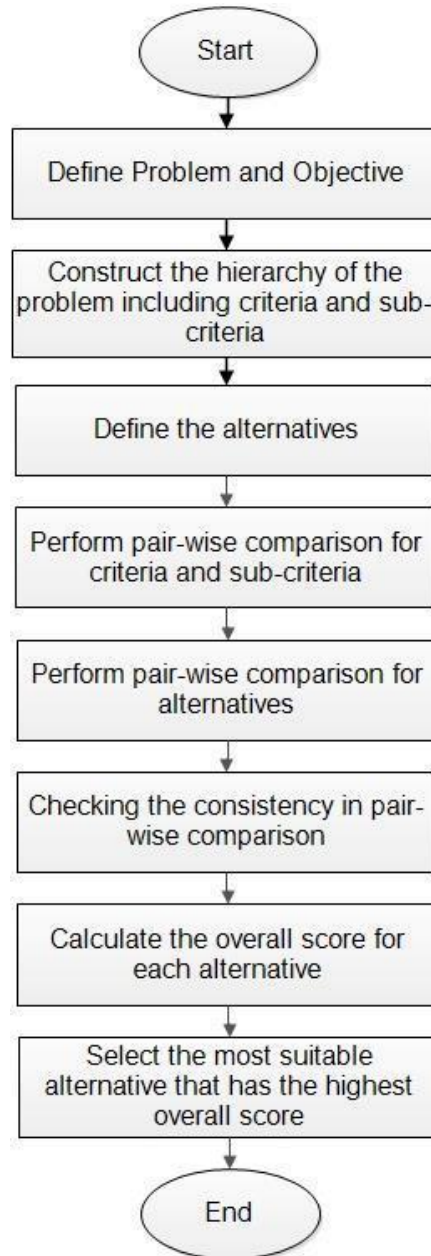 Start
Define Problem and Objective
Construct the hierarchy of the
problem including criteria and sub-
criteria
Define the alternatives
Perform pair-wise comparison for
criteria and sub-criteria
Perform pair-wise comparison for
alternatives
Checking the consistency in pair-
wise comparison
Calculate the overall score for
each alternative
Select the most suitable
alternative that has the highest
overall score
End